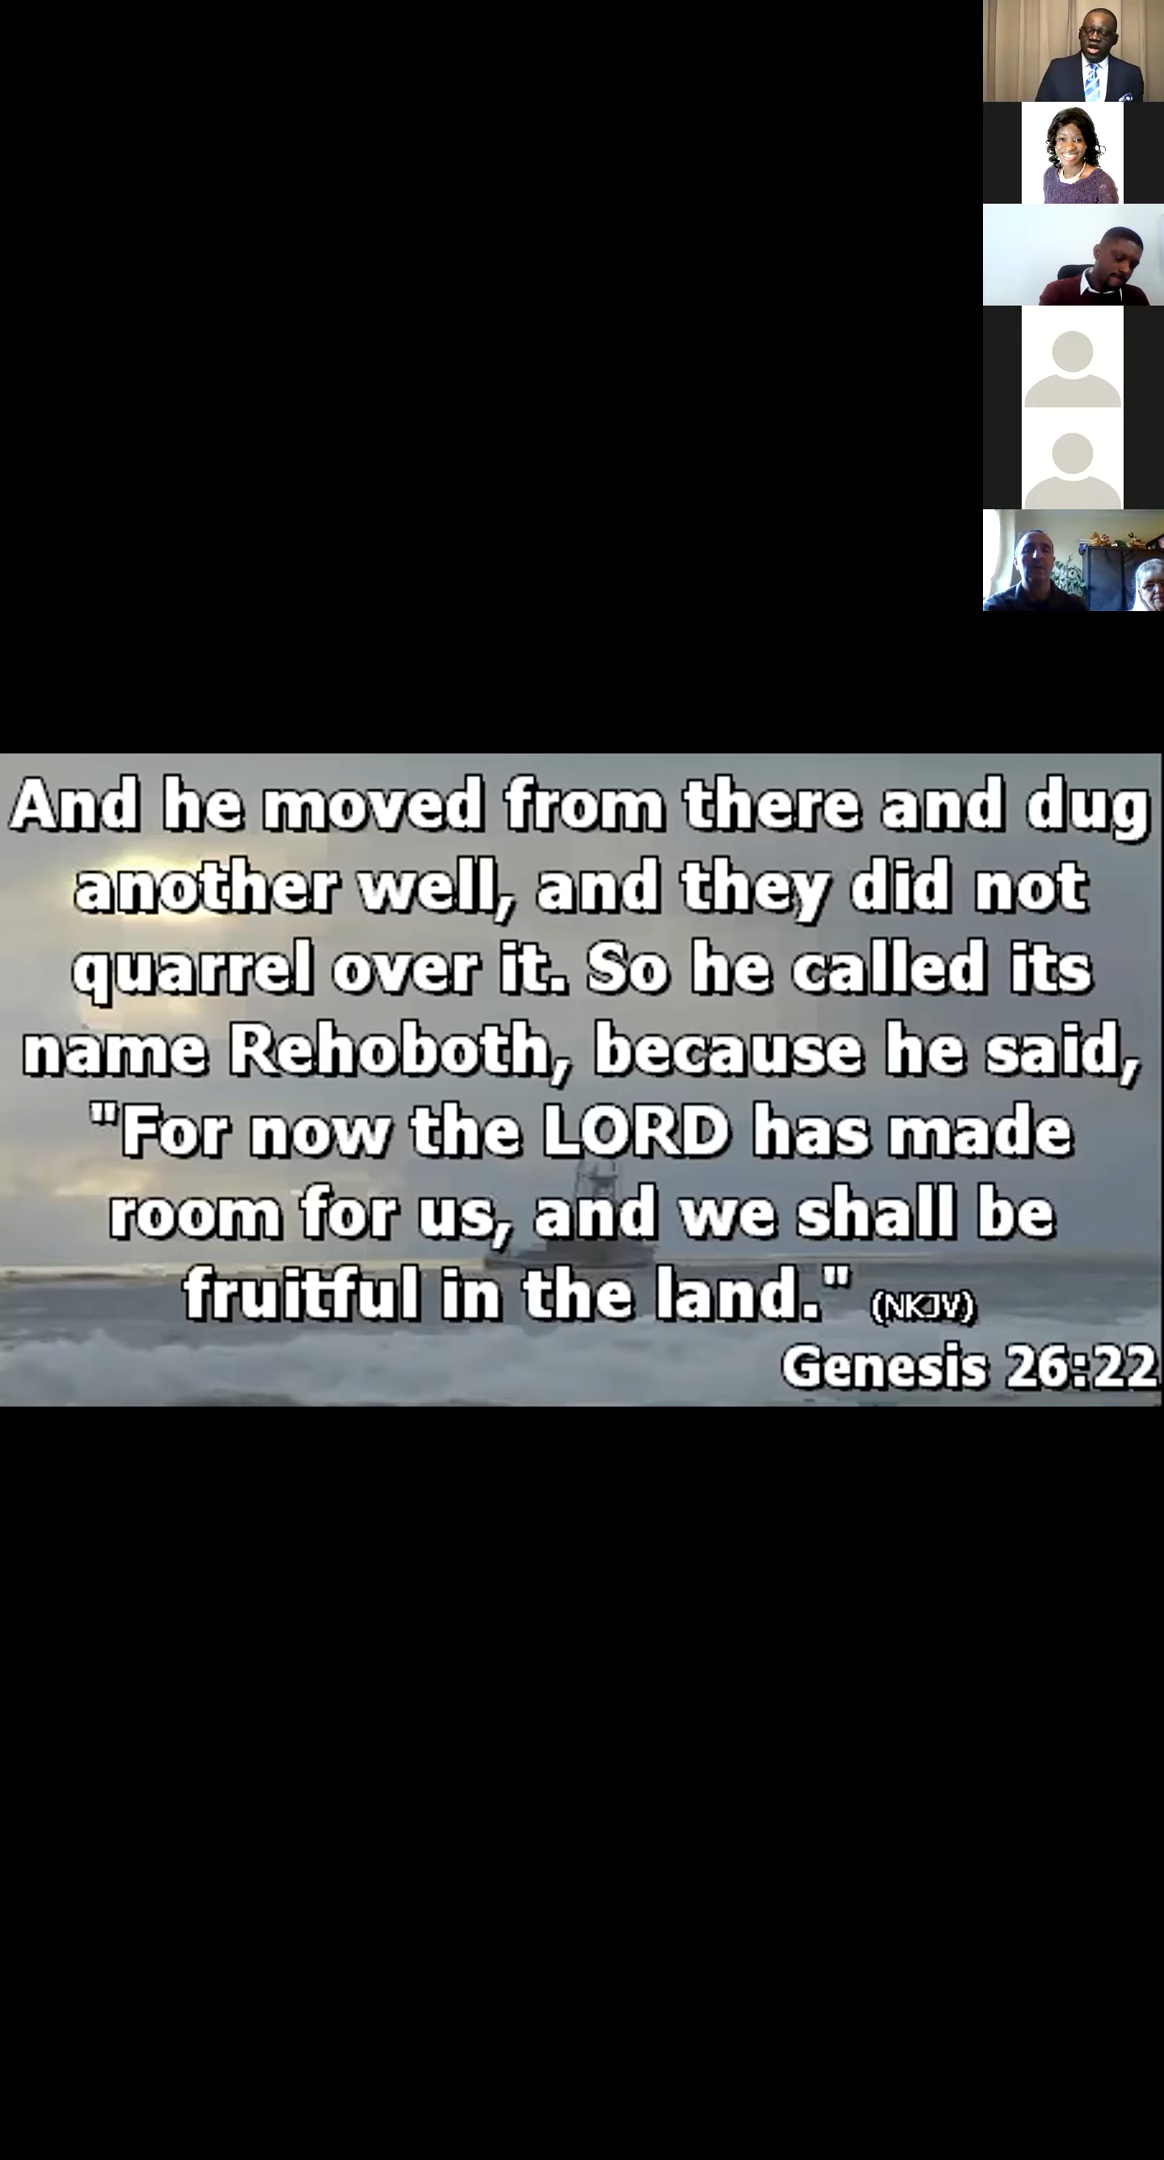 And he moved from there and dug
another well, and they did not
quarrel over it. So he called its
name Rehoboth, because he said,
"For now the LORD has made
room for us, and we shall be
fruitful in the land." (NKJV)
Genesis 26:22